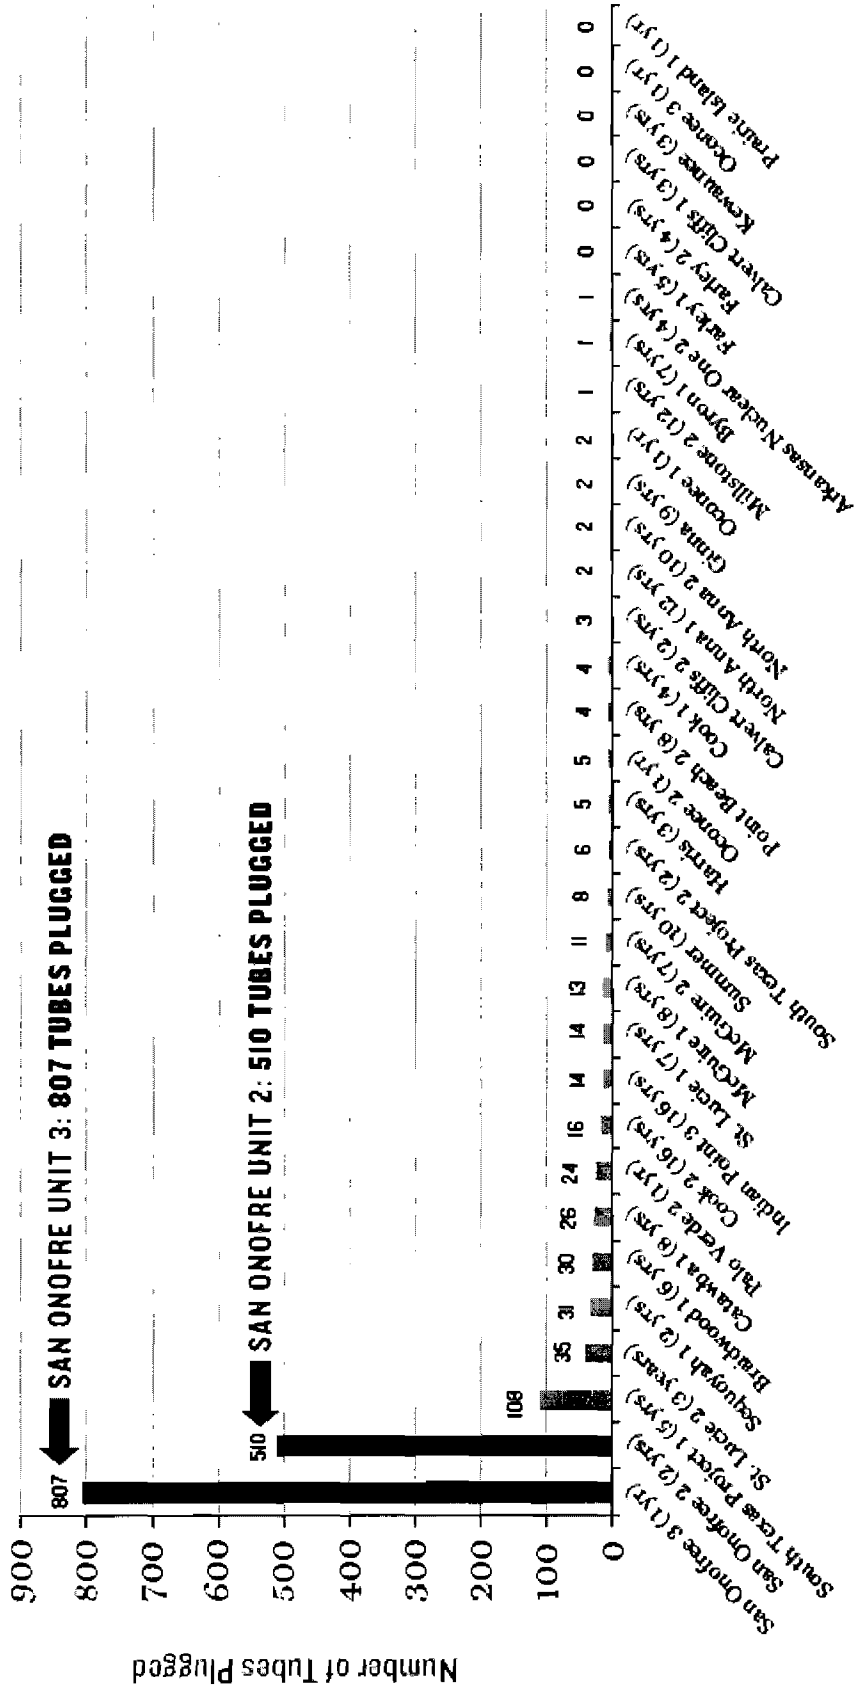 Number of Tubes Plugged
900
800
700
600
500
400
300
200
100
0
SAN ONOFRE UNIT 3: 807 TUBES PLUGGED
SAN ONOFRE UNIT 2: 510 TUBES PLUGGED
807
510
108
35
31
30
26
24
16
14
14
13
11
8
6
5
5
4
4
3
2
2
2
2
1
1
1
0
0
0
0
0
0
San Onofree 3 (1 yr)
San Onofree 2 (2 yrs)
South Texas Project 1 (5 yrs)
St. Lucie 2 (3 years)
Sequoyah 1 (2 yrs)
Braidwood 1 (6 yrs)
Catawba 1 (8 yrs)
Palo Verde 2 (1 yr)
Cook 2 (16 yrs)
Indian Point 3 (16 yrs)
St. Lucie 1 (7 yrs)
McGuire 1 (8 yrs)
McGuire 2 (7 yrs)
Summer (10 yrs)
South Texas Project 2 (2 yrs)
Harris (3 yrs)
Oconee 2 (1 yr)
Point Beach 2 (8 yrs)
Cook 1 (4 yrs)
Calvert Cliffs 2 (2 yrs)
North Anna 1 (12 yrs)
North Anna 2 (10 yrs)
Ginna (9 yrs)
Oconee 1 (1 yr)
Millstone 2 (12 yrs)
Byron 1 (7 yrs)
Arkansas Nuclear One 2 (4 yrs)
Farley 1 (5 yrs)
Farley 2 (4 yrs)
Calvert Cliffs 1 (3 yrs)
Kewaunee (3 yrs)
Oconee 3 (1 yr)
Prairie Island 1 (1 yr)